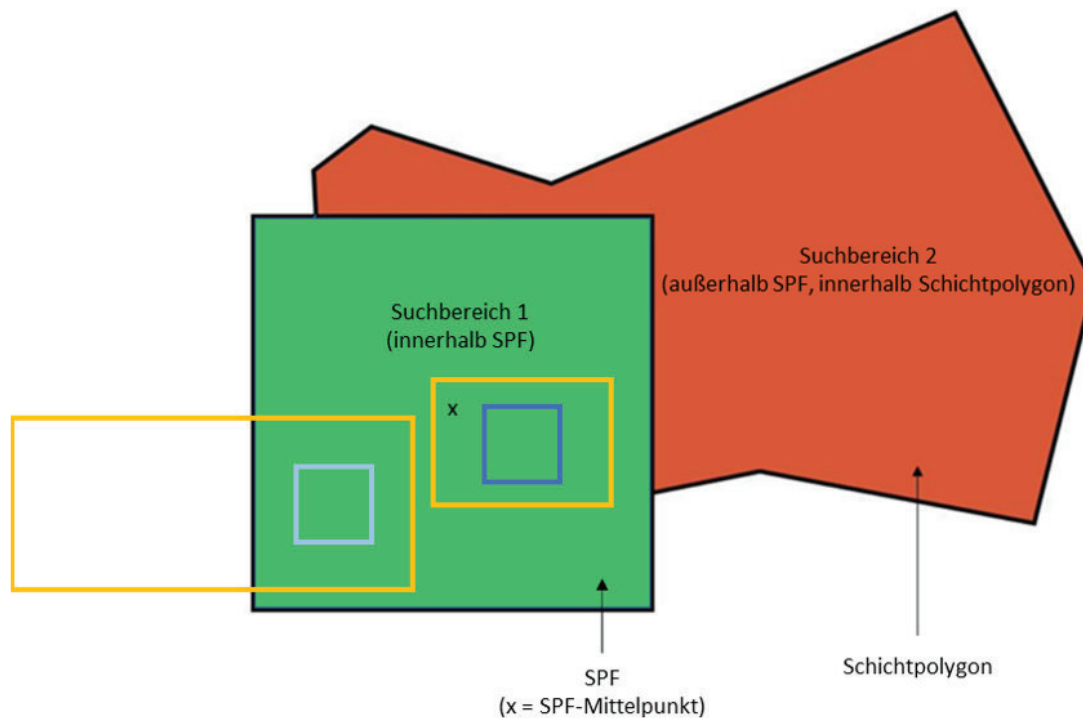 Suchbereich 2
(außerhalb SPF, innerhalb Schichtpolygon)
Suchbereich 1
(innerhalb SPF)
x
Schichtpolygon
SPF
(x = SPF-Mittelpunkt)